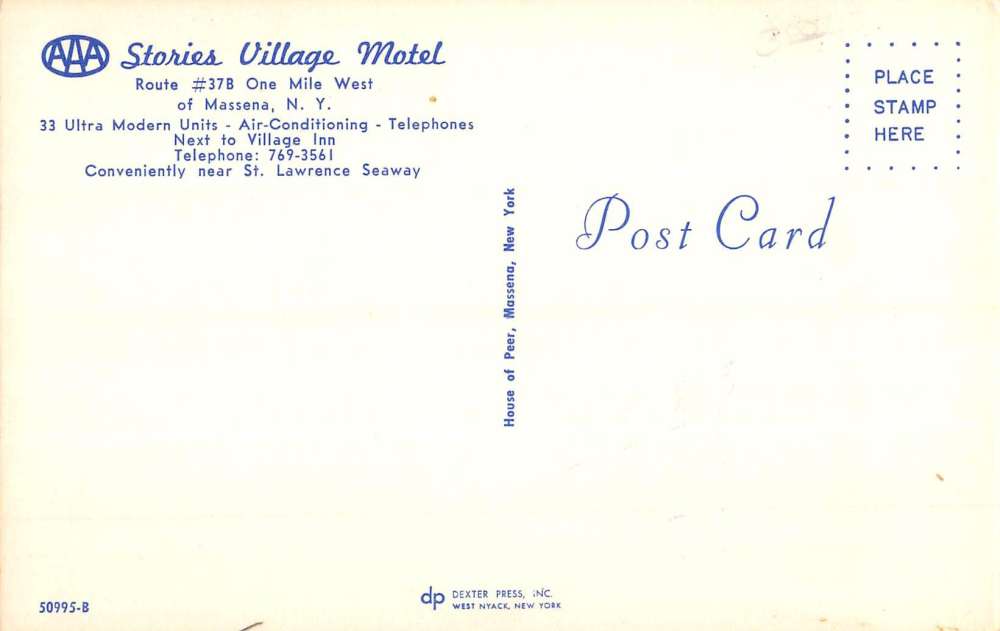 AAA Stories Village Motel
Route #37B One Mile West
of Massena, N. Y.
33 Ultra Modern Units - Air-Conditioning - Telephones
Next to Village Inn
Telephone: 769-3561
Conveniently near St. Lawrence Seaway
PLACE
STAMP
HERE
Post Card
House of Peer, Massena, New York
50995-B
dp DEXTER PRESS, INC.
WEST NYACK, NEW YORK